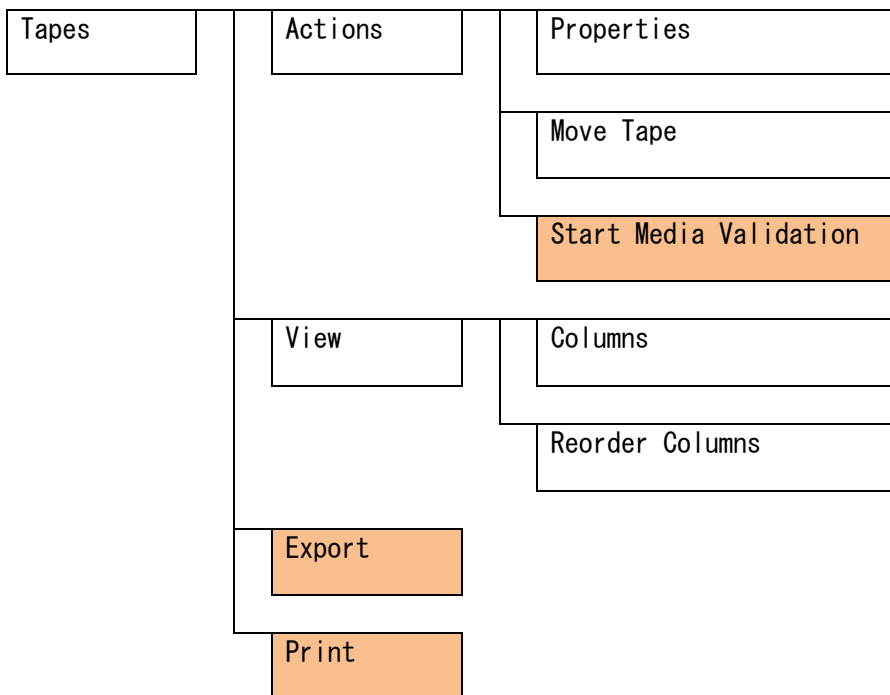 Tapes
Actions
Properties
Move Tape
Start Media Validation
View
Columns
Reorder Columns
Export
Print